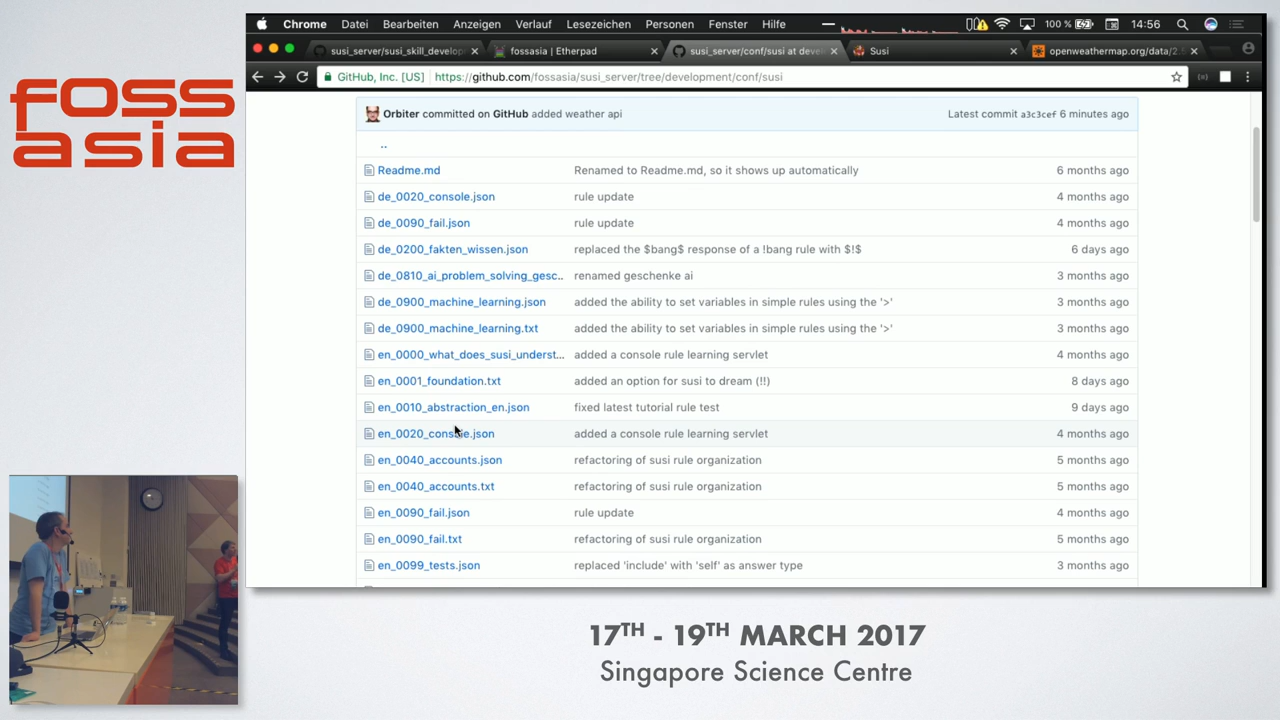 foss
asia
Chrome Datei Bearbeiten Anzeigen Verlauf Lesezeichen Personen Fenster Hilfe 100 % 14:56
susi_server/susi_skill_develop
fossasia | Etherpad
susi_server/conf/susi at deve
Susi
openweathermap.org/data/2.
GitHub, Inc. [US] https://github.com/fossasia/susi_server/tree/development/conf/susi
Orbiter committed on GitHub added weather api Latest commit a3c3cef 6 minutes ago
..
Readme.md Renamed to Readme.md, so it shows up automatically 6 months ago
de_0020_console.json rule update 4 months ago
de_0090_fail.json rule update 4 months ago
de_0200_fakten_wissen.json replaced the $bang$ response of a !bang rule with $!$ 6 days ago
de_0810_ai_problem_solving_gesc.. renamed geschenke ai 3 months ago
de_0900_machine_learning.json added the ability to set variables in simple rules using the '>' 3 months ago
de_0900_machine_learning.txt added the ability to set variables in simple rules using the '>' 3 months ago
en_0000_what_does_susi_underst... added a console rule learning servlet 4 months ago
en_0001_foundation.txt added an option for susi to dream (!!) 8 days ago
en_0010_abstraction_en.json fixed latest tutorial rule test 9 days ago
en_0020_console.json added a console rule learning servlet 4 months ago
en_0040_accounts.json refactoring of susi rule organization 5 months ago
en_0040_accounts.txt refactoring of susi rule organization 5 months ago
en_0090_fail.json rule update 4 months ago
en_0090_fail.txt refactoring of susi rule organization 5 months ago
en_0099_tests.json replaced 'include' with 'self' as answer type 3 months ago
17TH - 19TH MARCH 2017
Singapore Science Centre